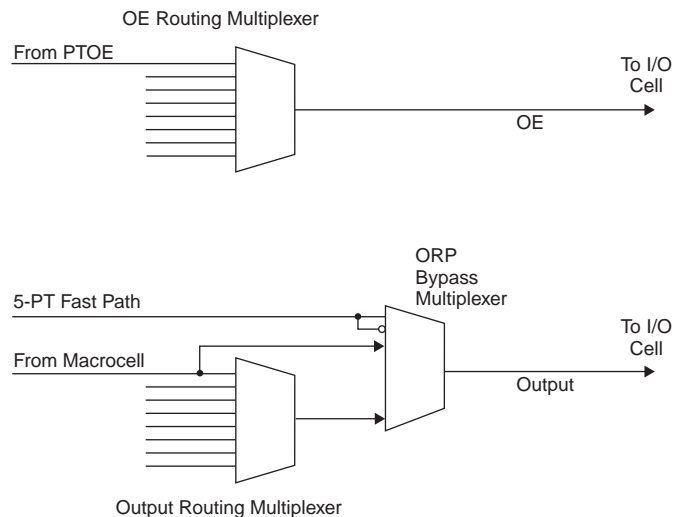 OE Routing Multiplexer
From PTOE
To I/O
Cell
OE
ORP
Bypass
Multiplexer
5-PT Fast Path
To I/O
Cell
From Macrocell
Output
Output Routing Multiplexer